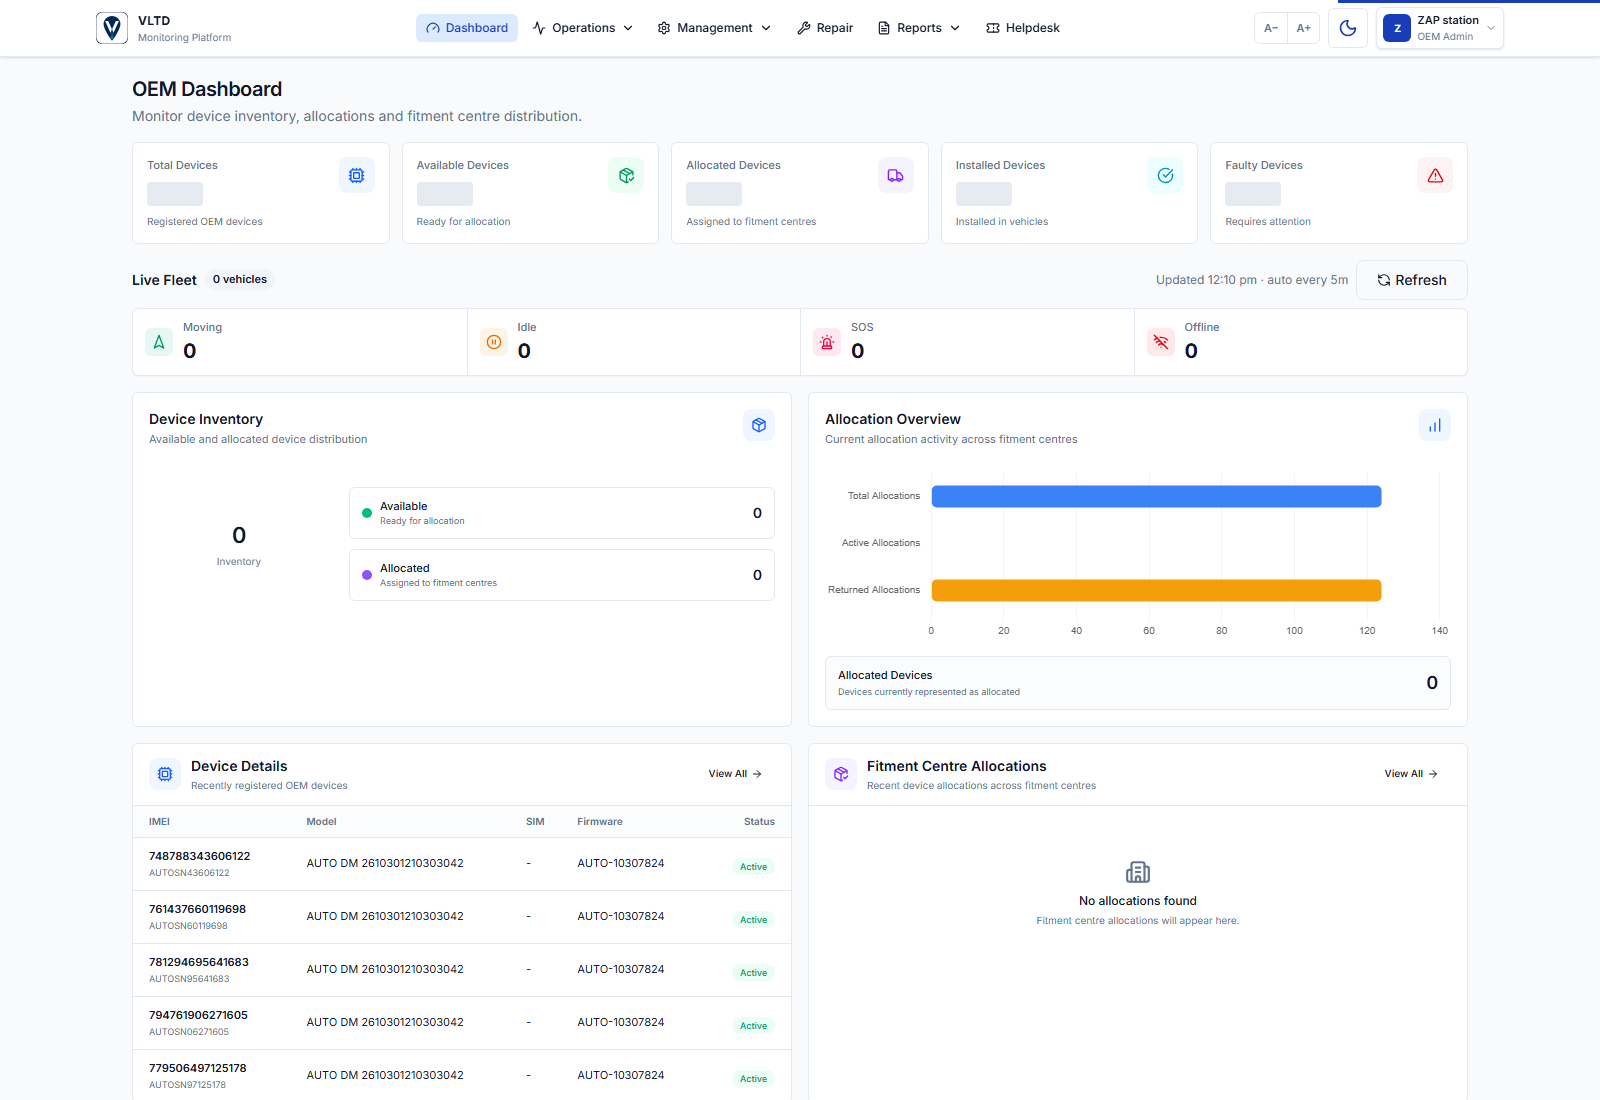 VLTD
Monitoring Platform
Dashboard
Operations
Management
Repair
Reports
Helpdesk
A−
A+
Z
ZAP station
OEM Admin
OEM Dashboard
Monitor device inventory, allocations and fitment centre distribution.
Total Devices
Registered OEM devices
Available Devices
Ready for allocation
Allocated Devices
Assigned to fitment centres
Installed Devices
Installed in vehicles
Faulty Devices
Requires attention
Live Fleet
0 vehicles
Updated 12:10 pm · auto every 5m
Refresh
Moving
0
Idle
0
SOS
0
Offline
0
Device Inventory
Available and allocated device distribution
0
Inventory
Available
Ready for allocation
0
Allocated
Assigned to fitment centres
0
Allocation Overview
Current allocation activity across fitment centres
Total Allocations
Active Allocations
Returned Allocations
0 20 40 60 80 100 120 140
Allocated Devices
Devices currently represented as allocated
0
Device Details
Recently registered OEM devices
View All →
IMEI Model SIM Firmware Status
748788343606122
AUTOSN43606122
AUTO DM 2610301210303042 - AUTO-10307824 Active
761437660119698
AUTOSN60119698
AUTO DM 2610301210303042 - AUTO-10307824 Active
781294695641683
AUTOSN95641683
AUTO DM 2610301210303042 - AUTO-10307824 Active
794761906271605
AUTOSN06271605
AUTO DM 2610301210303042 - AUTO-10307824 Active
779506497125178
AUTOSN97125178
AUTO DM 2610301210303042 - AUTO-10307824 Active
Fitment Centre Allocations
Recent device allocations across fitment centres
View All →
No allocations found
Fitment centre allocations will appear here.